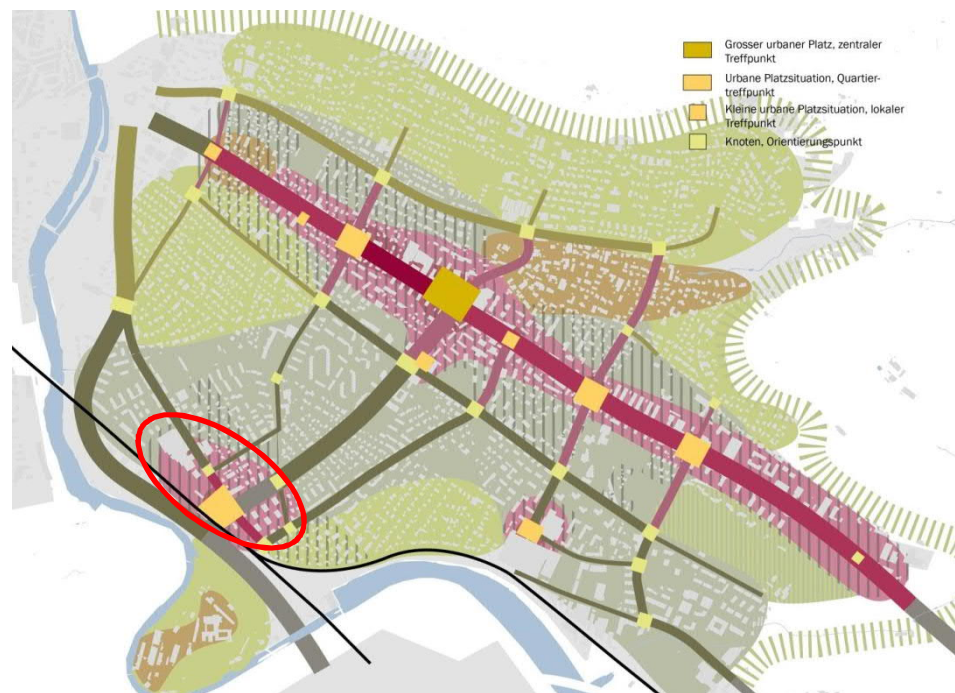 Grosser urbaner Platz, zentraler
Treffpunkt
Urbane Platzsituation, Quartier-
treffpunkt
Kleine urbane Platzsituation, lokaler
Treffpunkt
Knoten, Orientierungspunkt